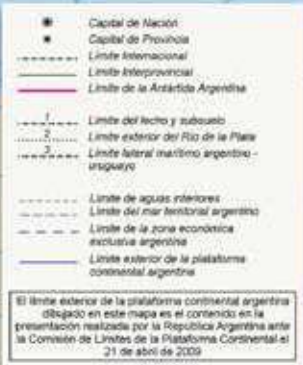 Capital de Nación
Capital de Provincia
Límite Internacional
Límite Interprovincial
Límite de la Antártida Argentina
1 Límite del lecho y subsuelo
2 Límite exterior del Río de la Plata
3 Límite lateral marítimo argentino -
uruguayo
Límite de aguas interiores
Límite del mar territorial argentino
Límite de la zona económica
exclusiva argentina
Límite exterior de la plataforma
continental argentina
El límite exterior de la plataforma continental argentina
dibujado en este mapa es el contenido en la
presentación realizada por la República Argentina ante
la Comisión de Límites de la Plataforma Continental el
21 de abril de 2009